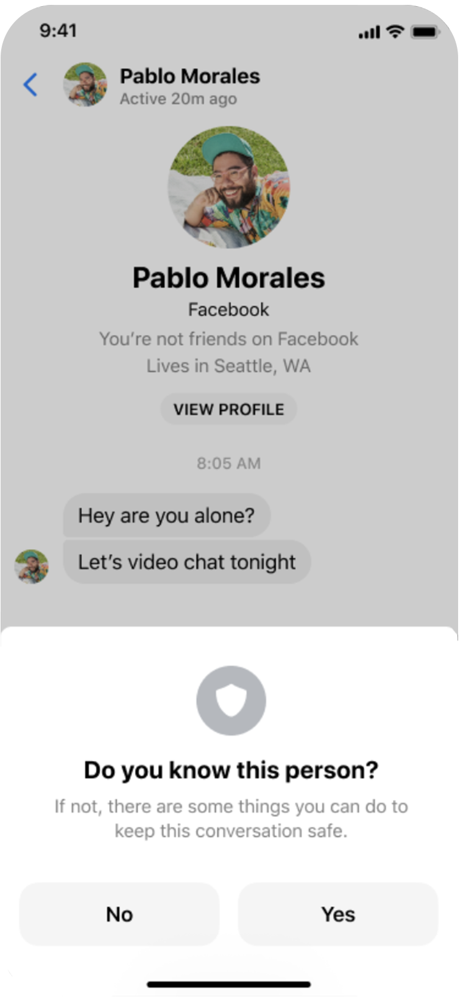 9:41
Pablo Morales
Active 20m ago
Pablo Morales
Facebook
You’re not friends on Facebook
Lives in Seattle, WA
VIEW PROFILE
8:05 AM
Hey are you alone?
Let’s video chat tonight
Do you know this person?
If not, there are some things you can do to
keep this conversation safe.
No
Yes